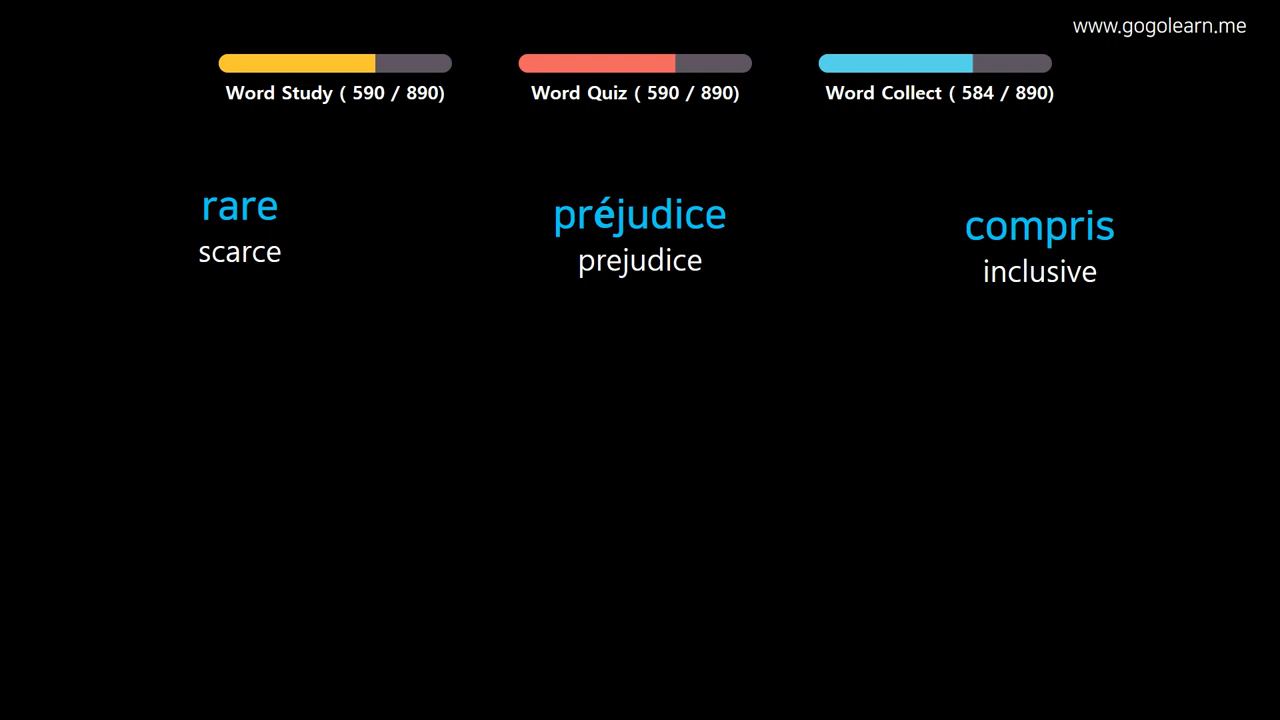 www.gogolearn.me
Word Study ( 590 / 890)
Word Quiz ( 590 / 890)
Word Collect ( 584 / 890)
rare
scarce
préjudice
prejudice
compris
inclusive